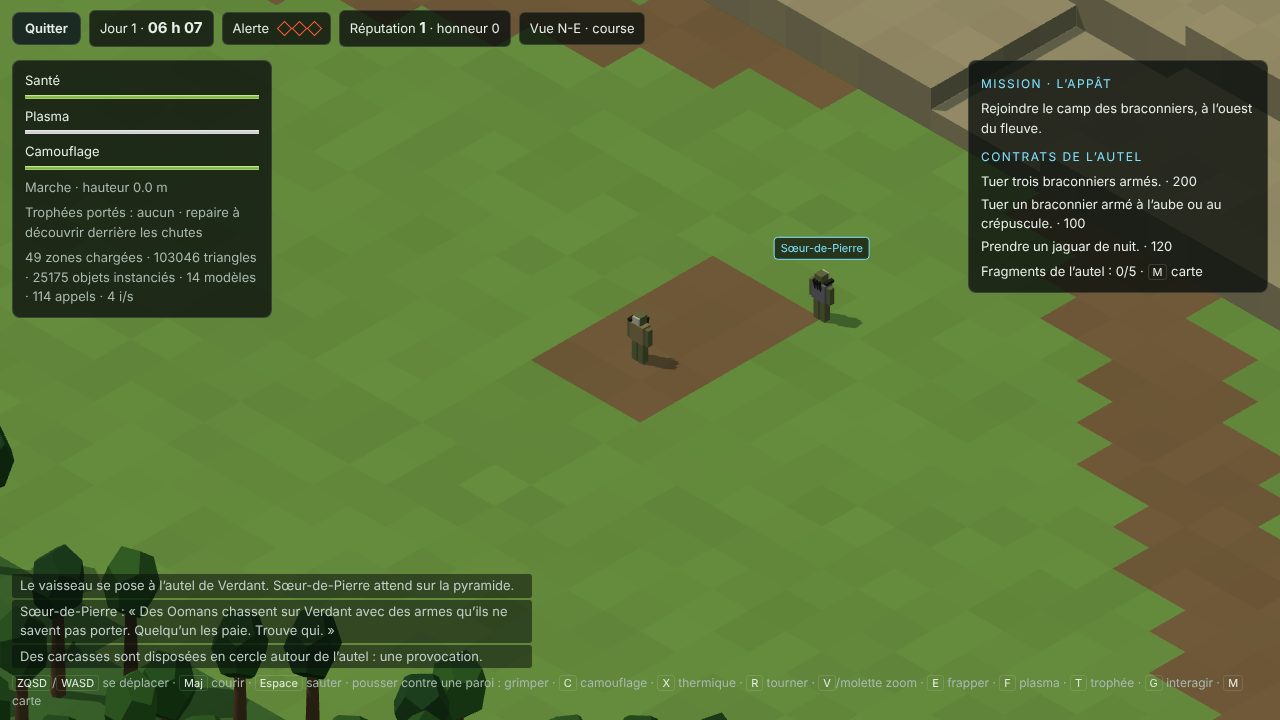 Quitter
Jour 1 · 06 h 07
Alerte
Réputation 1 · honneur 0
Vue N-E · course
Santé
Plasma
Camouflage
Marche · hauteur 0.0 m
Trophées portés : aucun · repaire à
découvrir derrière les chutes
49 zones chargées · 103046 triangles
· 25175 objets instanciés · 14 modèles
· 114 appels · 4 i/s
MISSION · L’APPÂT
Rejoindre le camp des braconniers, à l’ouest
du fleuve.
CONTRATS DE L’AUTEL
Tuer trois braconniers armés. · 200
Tuer un braconnier armé à l’aube ou au
crépuscule. · 100
Prendre un jaguar de nuit. · 120
Fragments de l’autel : 0/5 · M carte
Sœur-de-Pierre
Le vaisseau se pose à l’autel de Verdant. Sœur-de-Pierre attend sur la pyramide.
Sœur-de-Pierre : « Des Oomans chassent sur Verdant avec des armes qu’ils ne
savent pas porter. Quelqu’un les paie. Trouve qui. »
Des carcasses sont disposées en cercle autour de l’autel : une provocation.
ZQSD / WASD se déplacer · Maj courir · Espace sauter · pousser contre une paroi : grimper · C camouflage · X thermique · R tourner · V /molette zoom · E frapper · F plasma · T trophée · G interagir · M
carte